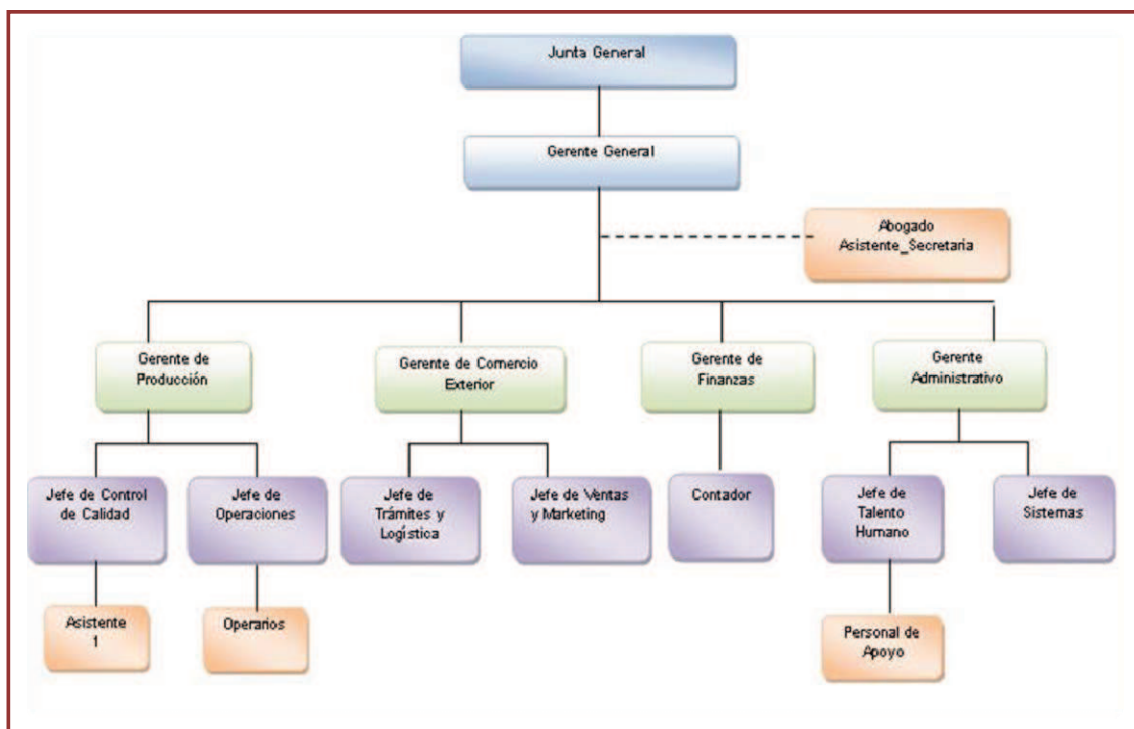 Junta General
Gerente General
Abogado
Asistente_Secretaria
Gerente de
Producción
Gerente de Comercio
Exterior
Gerente de
Finanzas
Gerente
Administrativo
Jefe de Control
de Calidad
Jefe de
Operaciones
Jefe de
Trámites y
Logística
Jefe de Ventas
y Marketing
Contador
Jefe de
Talento
Humano
Jefe de
Sistemas
Asistente
1
Operarios
Personal de
Apoyo